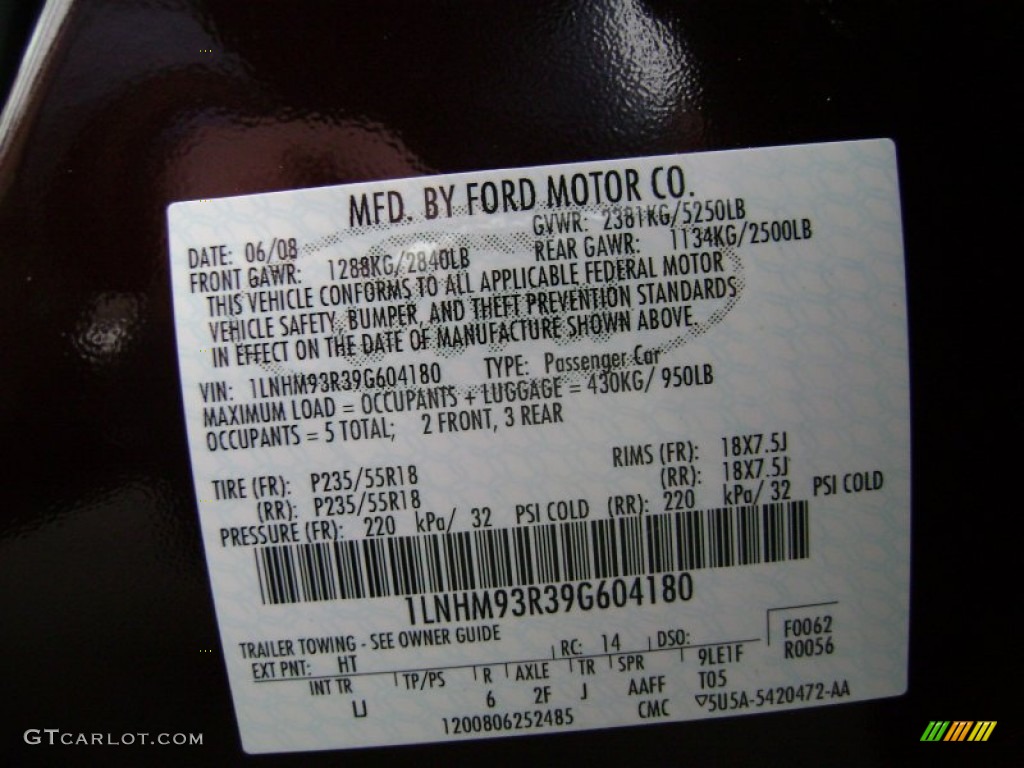 MFD. BY FORD MOTOR CO.
DATE: 06/08 GVWR: 2381KG/5250LB
FRONT GAWR: 1288KG/2840LB REAR GAWR: 1134KG/2500LB
THIS VEHICLE CONFORMS TO ALL APPLICABLE FEDERAL MOTOR
VEHICLE SAFETY, BUMPER, AND THEFT PREVENTION STANDARDS
IN EFFECT ON THE DATE OF MANUFACTURE SHOWN ABOVE.
VIN: 1LNHM93R39G604180 TYPE: Passenger Car
MAXIMUM LOAD = OCCUPANTS + LUGGAGE = 430KG/ 950LB
OCCUPANTS = 5 TOTAL; 2 FRONT, 3 REAR
TIRE (FR): P235/55R18 RIMS (FR): 18X7.5J
(RR): P235/55R18 (RR): 18X7.5J
PRESSURE (FR): 220 kPa/ 32 PSI COLD (RR): 220 kPa/ 32 PSI COLD
1LNHM93R39G604180
TRAILER TOWING - SEE OWNER GUIDE
EXT PNT: HT RC: 14 DSO: F0062
R0056
INT TR TP/PS R AXLE TR SPR 9LE1F
LJ 6 2F J AAFF T05
1200806252485 CMC ▽5U5A-5420472-AA
GTCARLOT.COM